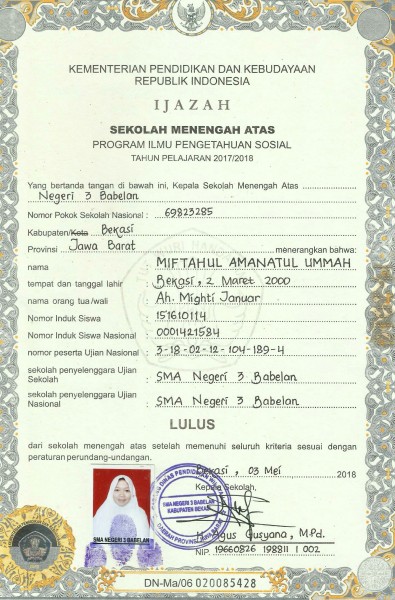 KEMENTERIAN PENDIDIKAN DAN KEBUDAYAAN
REPUBLIK INDONESIA
IJAZAH
SEKOLAH MENENGAH ATAS
PROGRAM ILMU PENGETAHUAN SOSIAL
TAHUN PELAJARAN 2017/2018
Yang bertanda tangan di bawah ini, Kepala Sekolah Menengah Atas
Negeri 3 Babelan
Nomor Pokok Sekolah Nasional : 69823285
Kabupaten/Kota Bekasi
Provinsi Jawa Barat menerangkan bahwa:
nama : MIFTAHUL AMANATUL UMMAH
tempat dan tanggal lahir : Bekasi, 2 Maret 2000
nama orang tua/wali : Ah. Mighti Januar
Nomor Induk Siswa : 151610114
Nomor Induk Siswa Nasional : 0001421584
nomor peserta Ujian Nasional : 3-18-02-12-104-189-4
sekolah penyelenggara Ujian
Sekolah : SMA Negeri 3 Babelan
sekolah penyelenggara Ujian
Nasional : SMA Negeri 3 Babelan
LULUS
dari sekolah menengah atas setelah memenuhi seluruh kriteria sesuai dengan
peraturan perundang-undangan.
Bekasi, 03 Mei 2018
Kepala Sekolah,
SMA NEGERI 3 BABELAN
KABUPATEN BEKASI
SMA NEGERI 3 BABELAN
H. Agus Gusyana, M.Pd.
NIP. 19660826 198811 1 002
DN-Ma/06 020085428